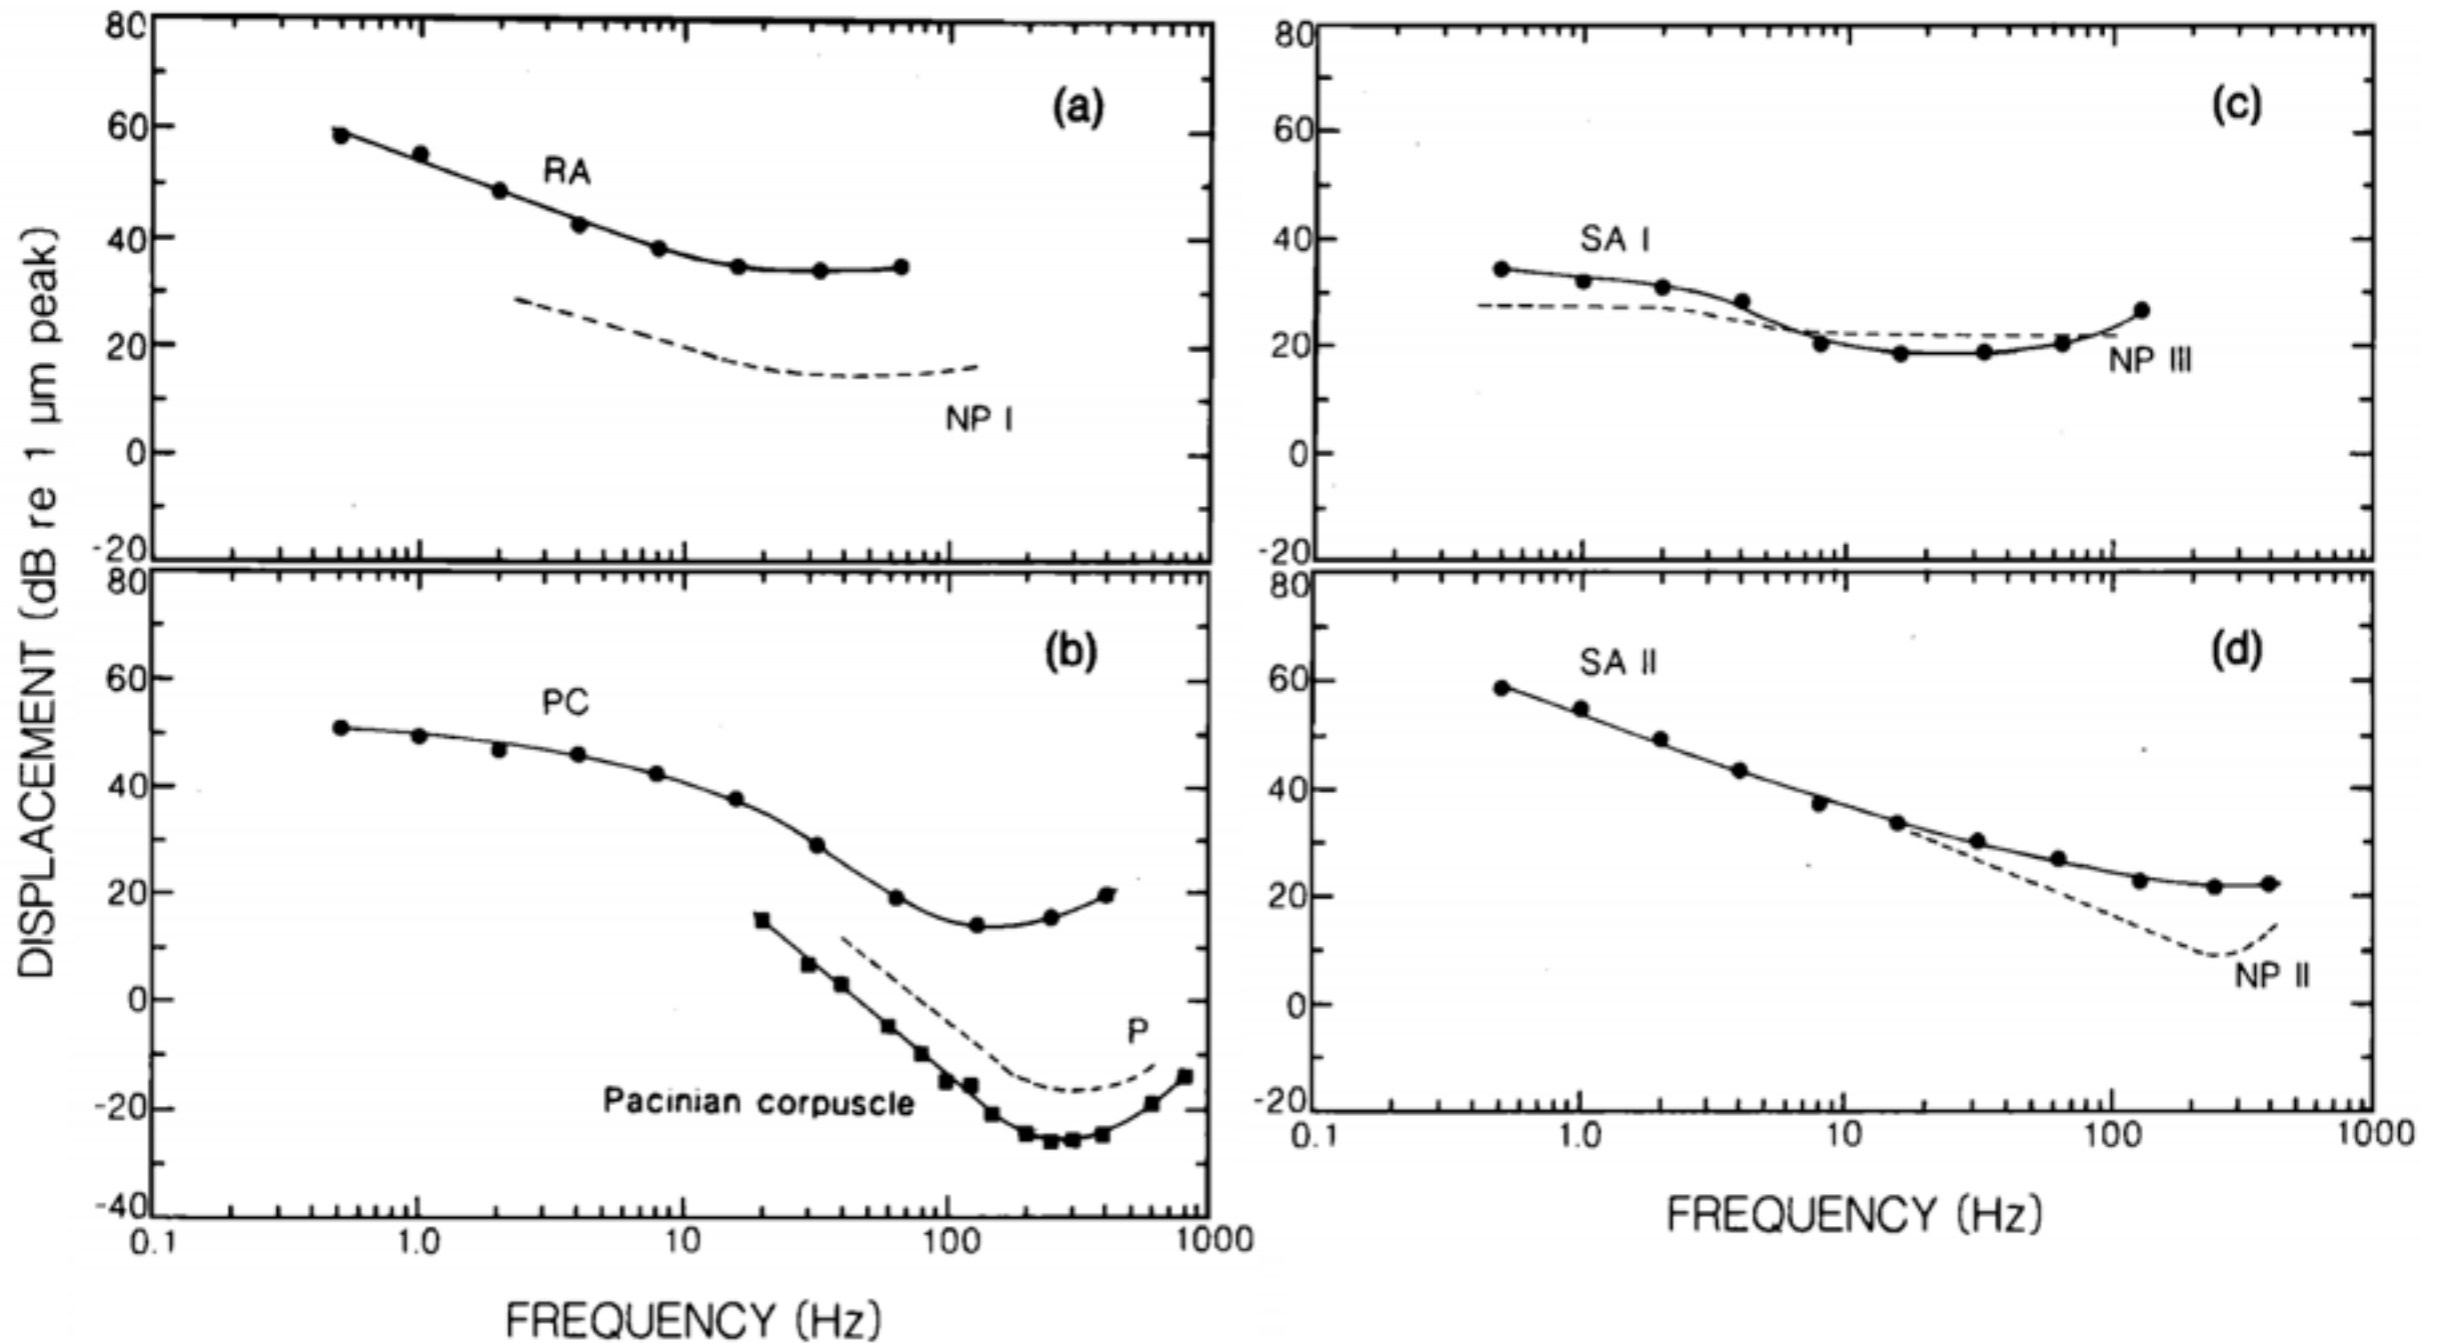 DISPLACEMENT (dB re 1 µm peak)
80
60
40
20
0
-20
(a)
RA
NP I
80
60
40
20
0
-20
-40
(b)
PC
P
Pacinian corpuscle
0.1 1.0 10 100 1000
FREQUENCY (Hz)
80
60
40
20
0
-20
(c)
SA I
NP III
80
60
40
20
0
-20
(d)
SA II
NP II
0.1 1.0 10 100 1000
FREQUENCY (Hz)